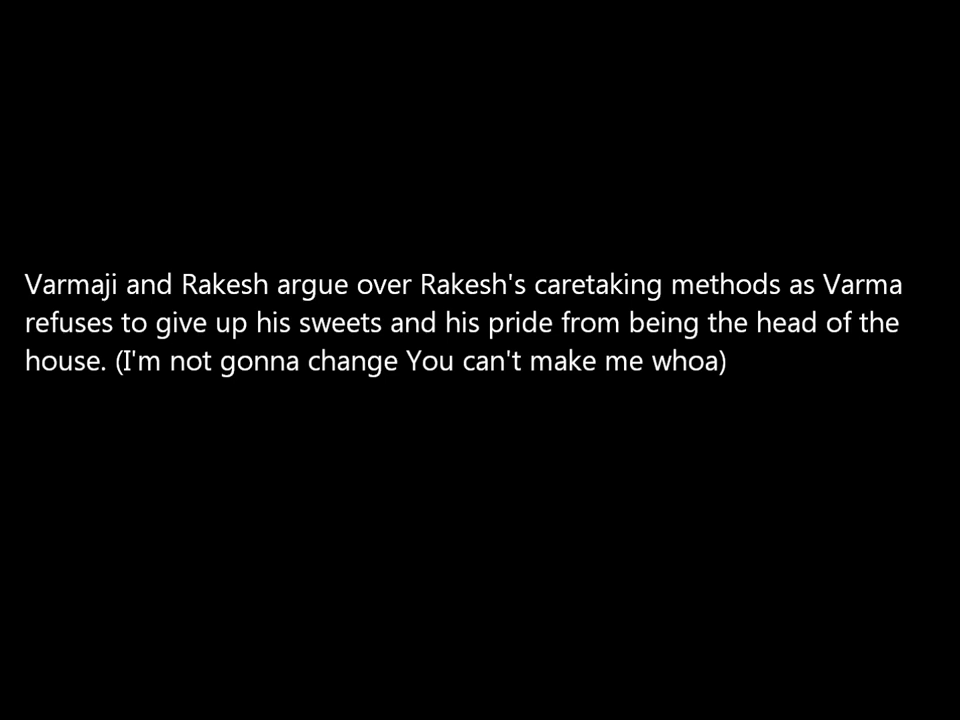 Varmaji and Rakesh argue over Rakesh's caretaking methods as Varma
refuses to give up his sweets and his pride from being the head of the
house. (I'm not gonna change You can't make me whoa)